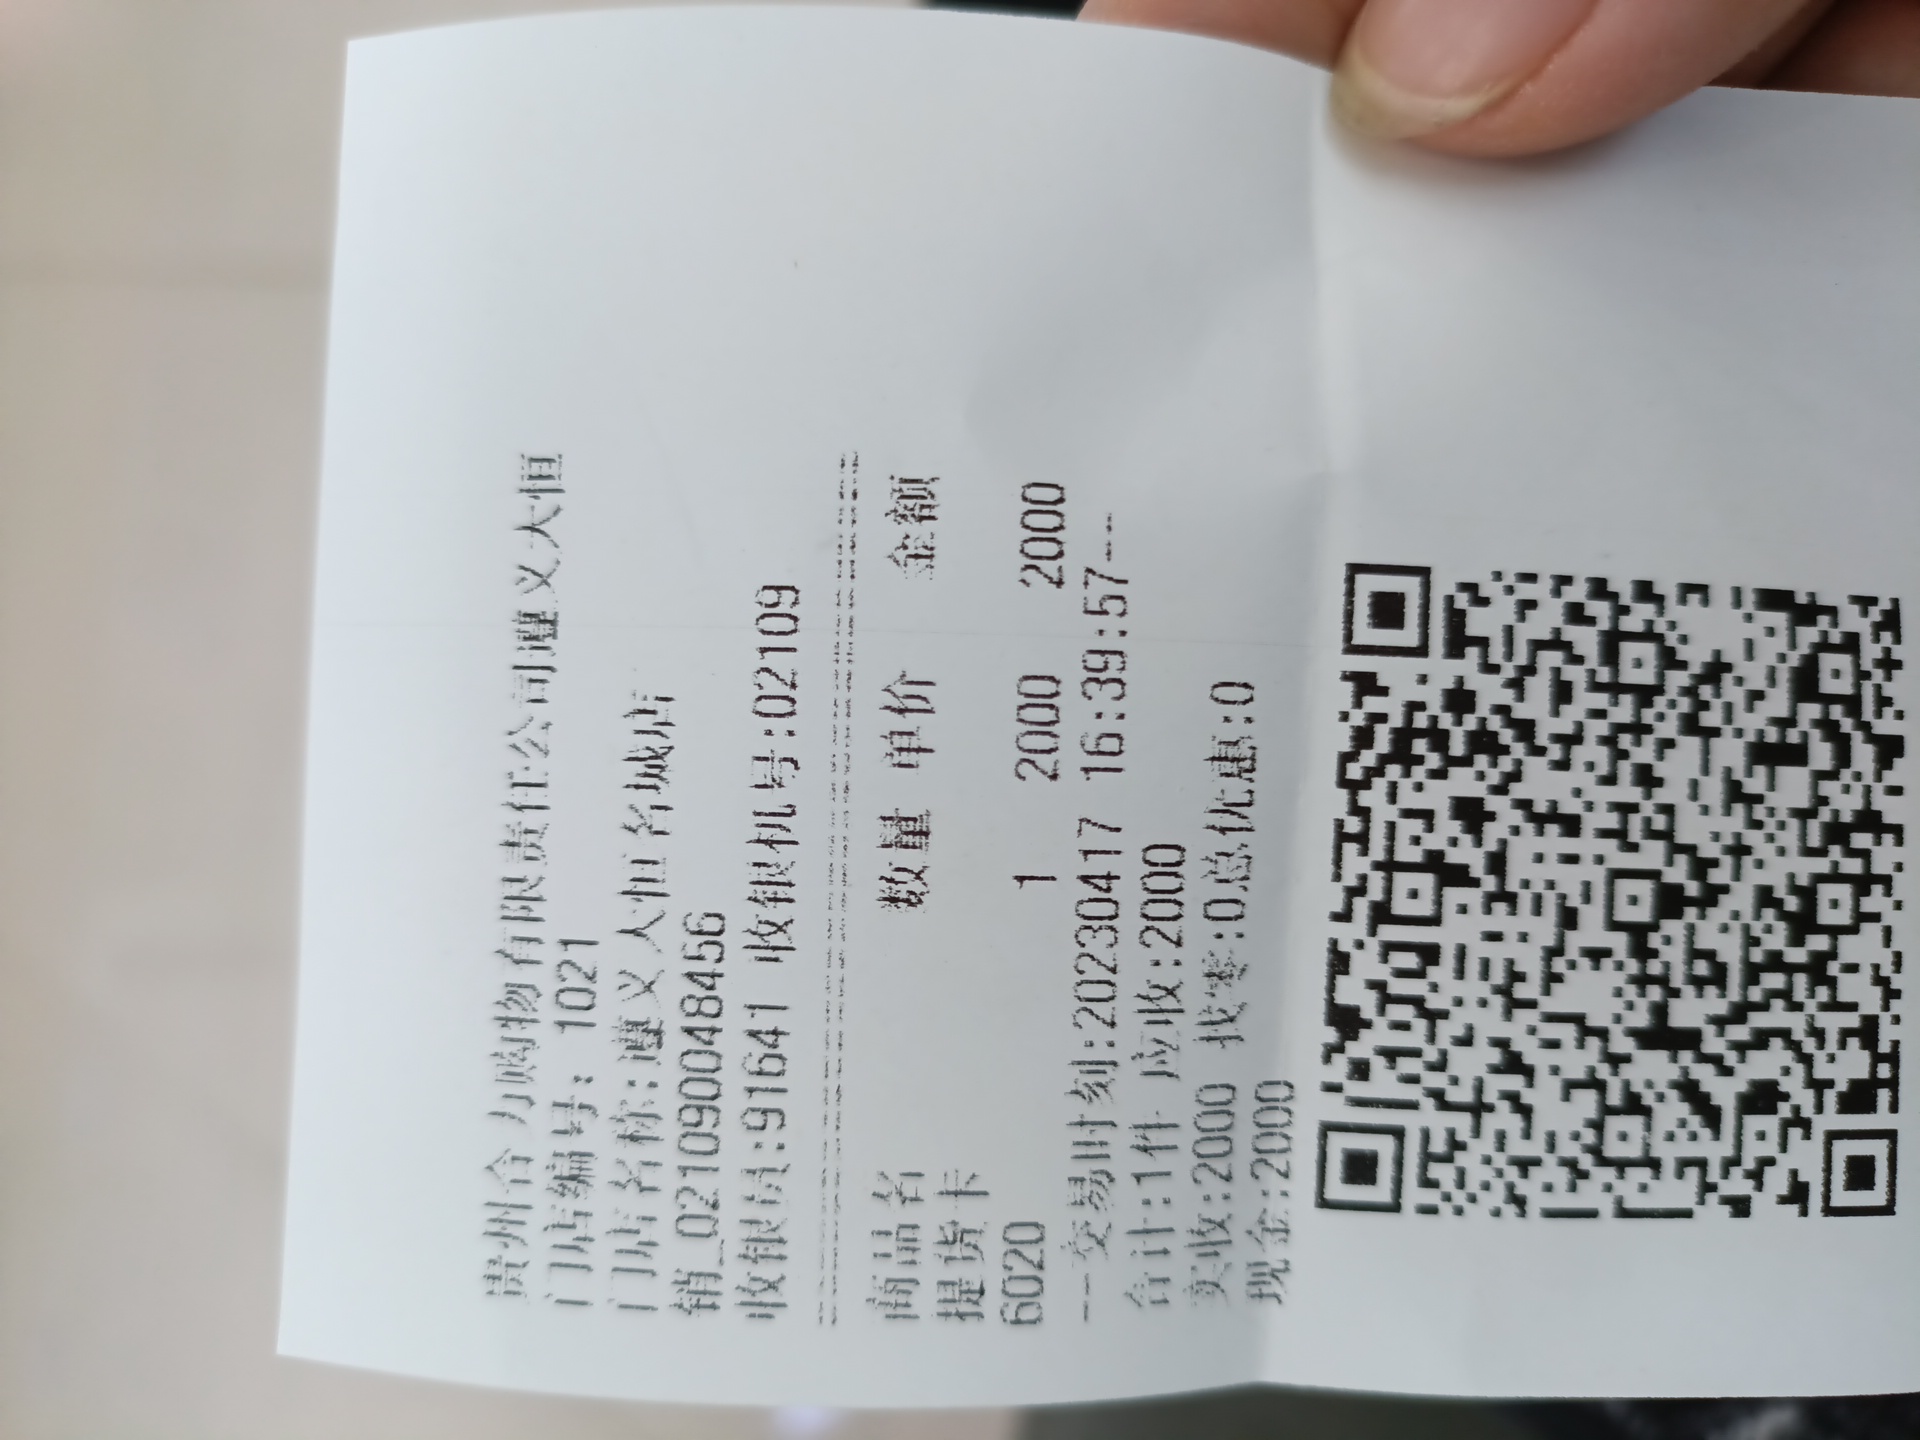 贵州合力购物有限责任公司遵义大恒
门店编号: 1021
门店名称:遵义大恒名城店
销_021090048456
收银员:91641 收银机号:02109
商品名 数量 单价 金额
提货卡
6020 1 2000 2000
--交易时刻:20230417 16:39:57--
合计:1件 应收:2000
实收:2000 找零:0总优惠:0
现金:2000